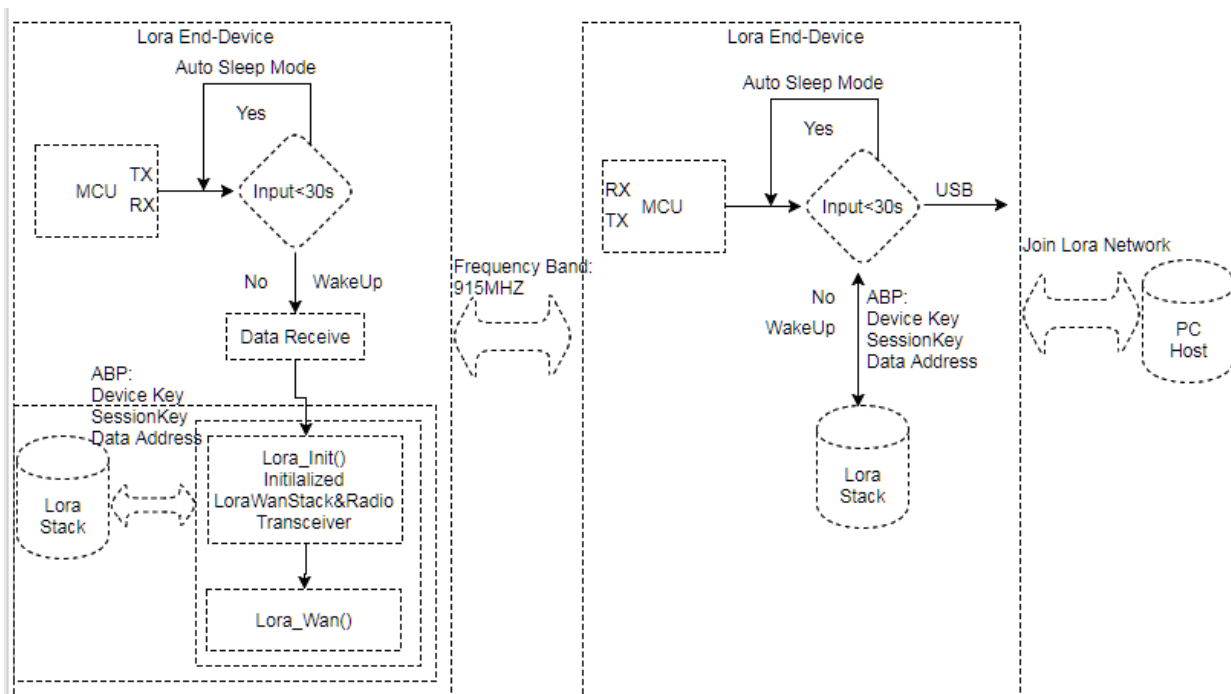 Lora End-Device
Auto Sleep Mode
Yes
TX
MCU
RX
Input<30s
No
WakeUp
Data Receive
ABP:
Device Key
SessionKey
Data Address
Lora
Stack
Lora_Init()
Initilalized
LoraWanStack&Radio
Transceiver
Lora_Wan()
Frequency Band:
915MHZ
Lora End-Device
Auto Sleep Mode
Yes
RX
MCU
TX
Input<30s
USB
No
WakeUp
ABP:
Device Key
SessionKey
Data Address
Lora
Stack
Join Lora Network
PC
Host